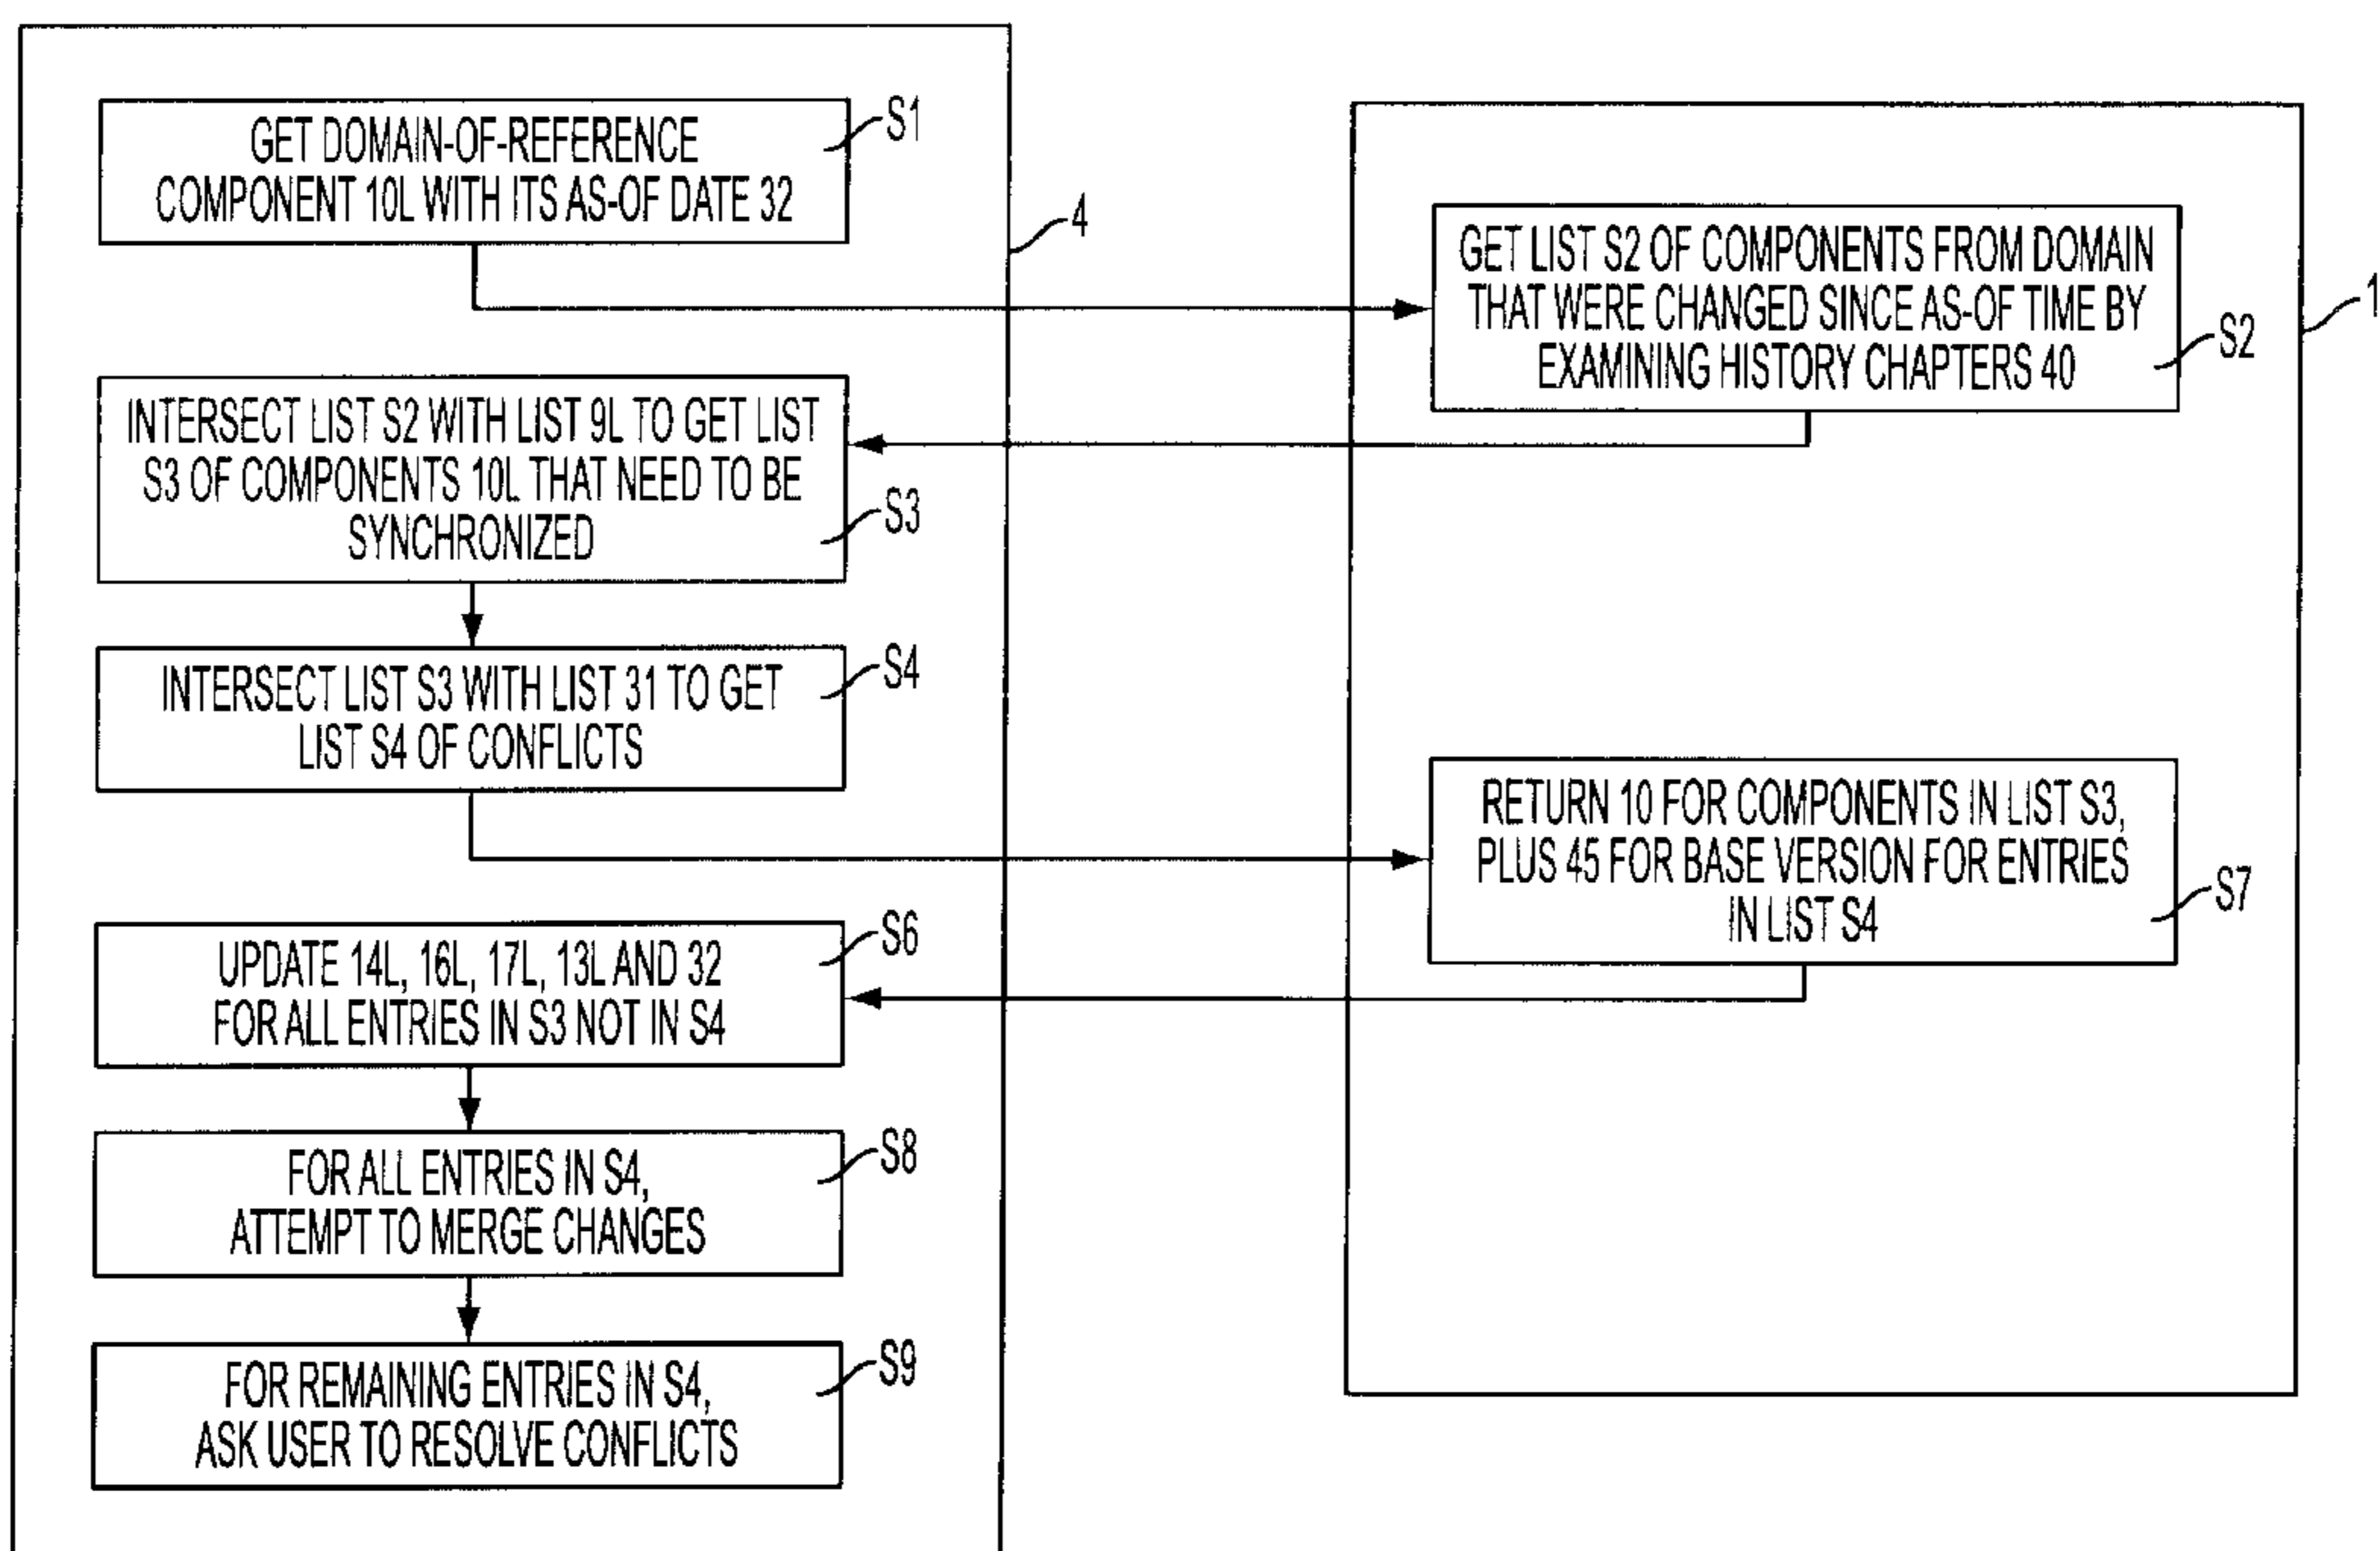 GET DOMAIN-OF-REFERENCE
COMPONENT 10L WITH ITS AS-OF DATE 32
S1
4
GET LIST S2 OF COMPONENTS FROM DOMAIN
THAT WERE CHANGED SINCE AS-OF TIME BY
EXAMINING HISTORY CHAPTERS 40
S2
1
INTERSECT LIST S2 WITH LIST 9L TO GET LIST
S3 OF COMPONENTS 10L THAT NEED TO BE
SYNCHRONIZED
S3
INTERSECT LIST S3 WITH LIST 31 TO GET
LIST S4 OF CONFLICTS
S4
RETURN 10 FOR COMPONENTS IN LIST S3,
PLUS 45 FOR BASE VERSION FOR ENTRIES
IN LIST S4
S7
UPDATE 14L, 16L, 17L, 13L AND 32
FOR ALL ENTRIES IN S3 NOT IN S4
S6
FOR ALL ENTRIES IN S4,
ATTEMPT TO MERGE CHANGES
S8
FOR REMAINING ENTRIES IN S4,
ASK USER TO RESOLVE CONFLICTS
S9